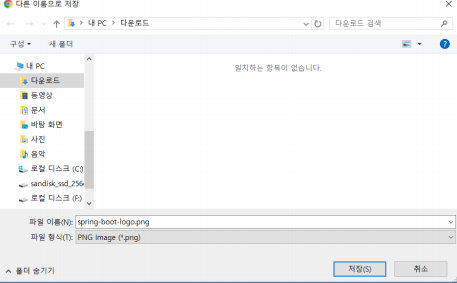 다른 이름으로 저장
내 PC > 다운로드
다운로드 검색
구성
새 폴더
일치하는 항목이 없습니다.
내 PC
다운로드
동영상
문서
바탕 화면
사진
음악
로컬 디스크 (C:)
sandisk_ssd_256
로컬 디스크 (F:)
파일 이름(N): spring-boot-logo.png
파일 형식(T): PNG Image (*.png)
폴더 숨기기
저장(S)
취소